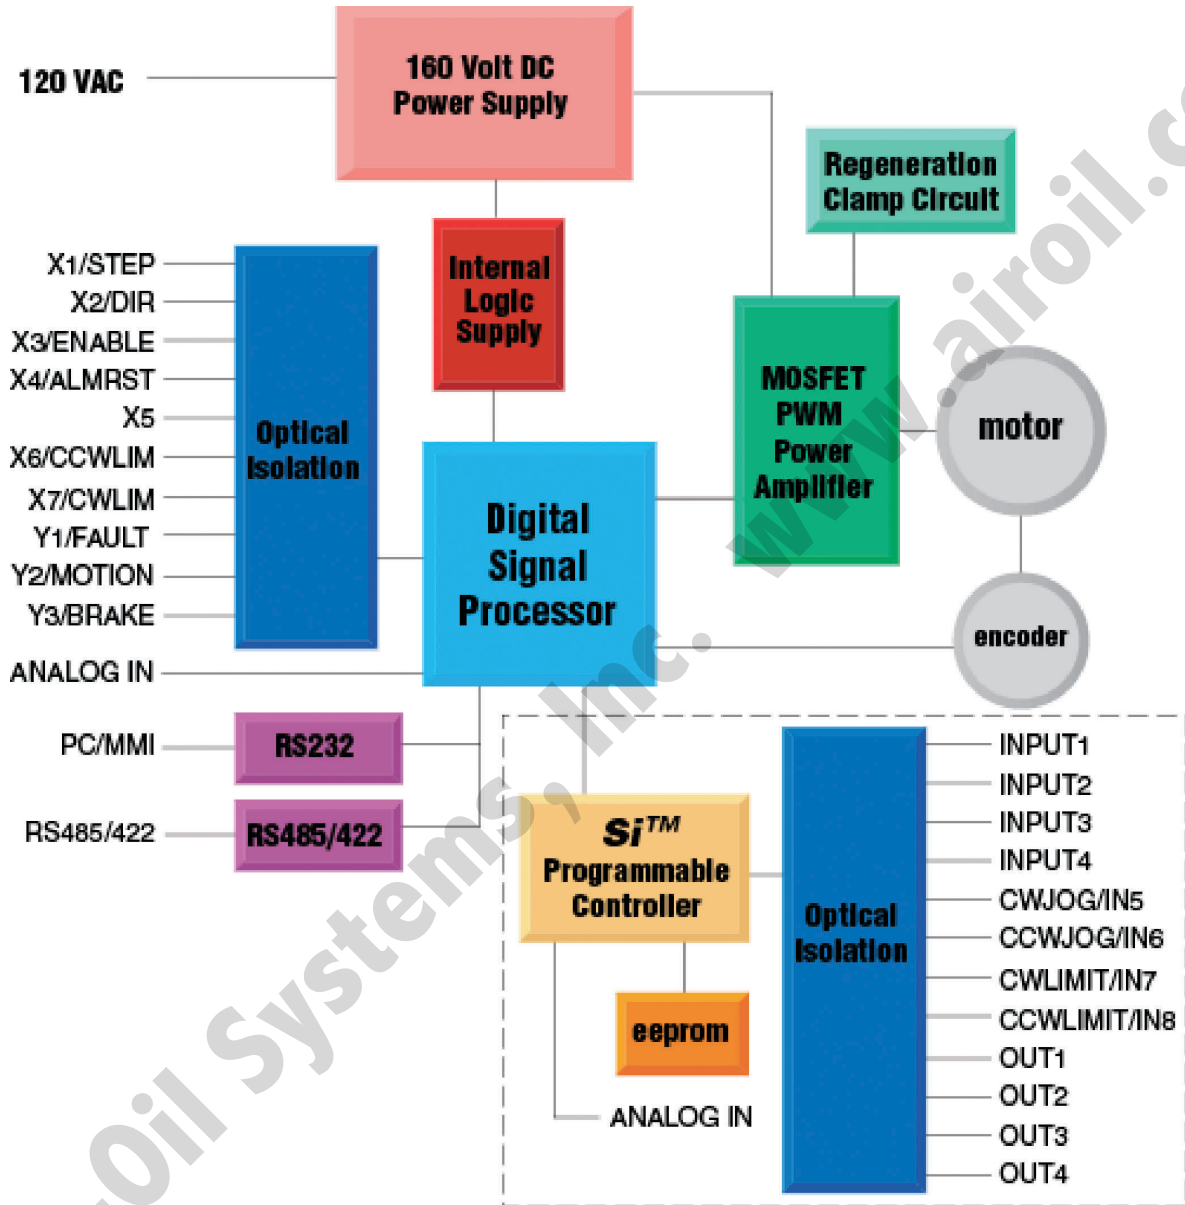 120 VAC
160 Volt DC
Power Supply
Regeneration
Clamp Circuit
Internal
Logic
Supply
X1/STEP
X2/DIR
X3/ENABLE
X4/ALMRST
X5
X6/CCWLIM
X7/CWLIM
Y1/FAULT
Y2/MOTION
Y3/BRAKE
ANALOG IN
Optical
Isolation
MOSFET
PWM
Power
Amplifier
motor
Digital
Signal
Processor
encoder
PC/MMI
RS232
RS485/422
RS485/422
Si™
Programmable
Controller
eeprom
ANALOG IN
Optical
Isolation
INPUT1
INPUT2
INPUT3
INPUT4
CWJOG/IN5
CCWJOG/IN6
CWLIMIT/IN7
CCWLIMIT/IN8
OUT1
OUT2
OUT3
OUT4
Oil Systems, Inc. www.airoil.c